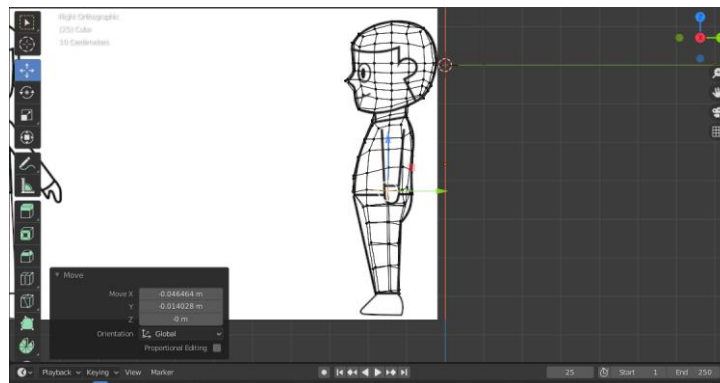 Right Orthographic
(25) Cube
10 Centimeters
Move
Move X -0.046464 m
Y -0.014028 m
Z -0 m
Orientation Global
Proportional Editing
Playback Keying View Marker
25 Start 1 End 250